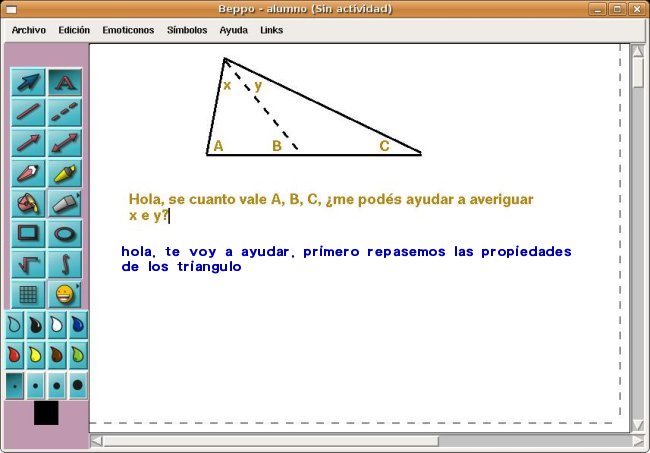 Beppo - alumno (Sin actividad)
Archivo Edición Emoticonos Símbolos Ayuda Links
x y
A B C
Hola, se cuanto vale A, B, C, ¿me podés ayudar a averiguar
x e y?
hola, te voy a ayudar, primero repasemos las propiedades
de los triangulo